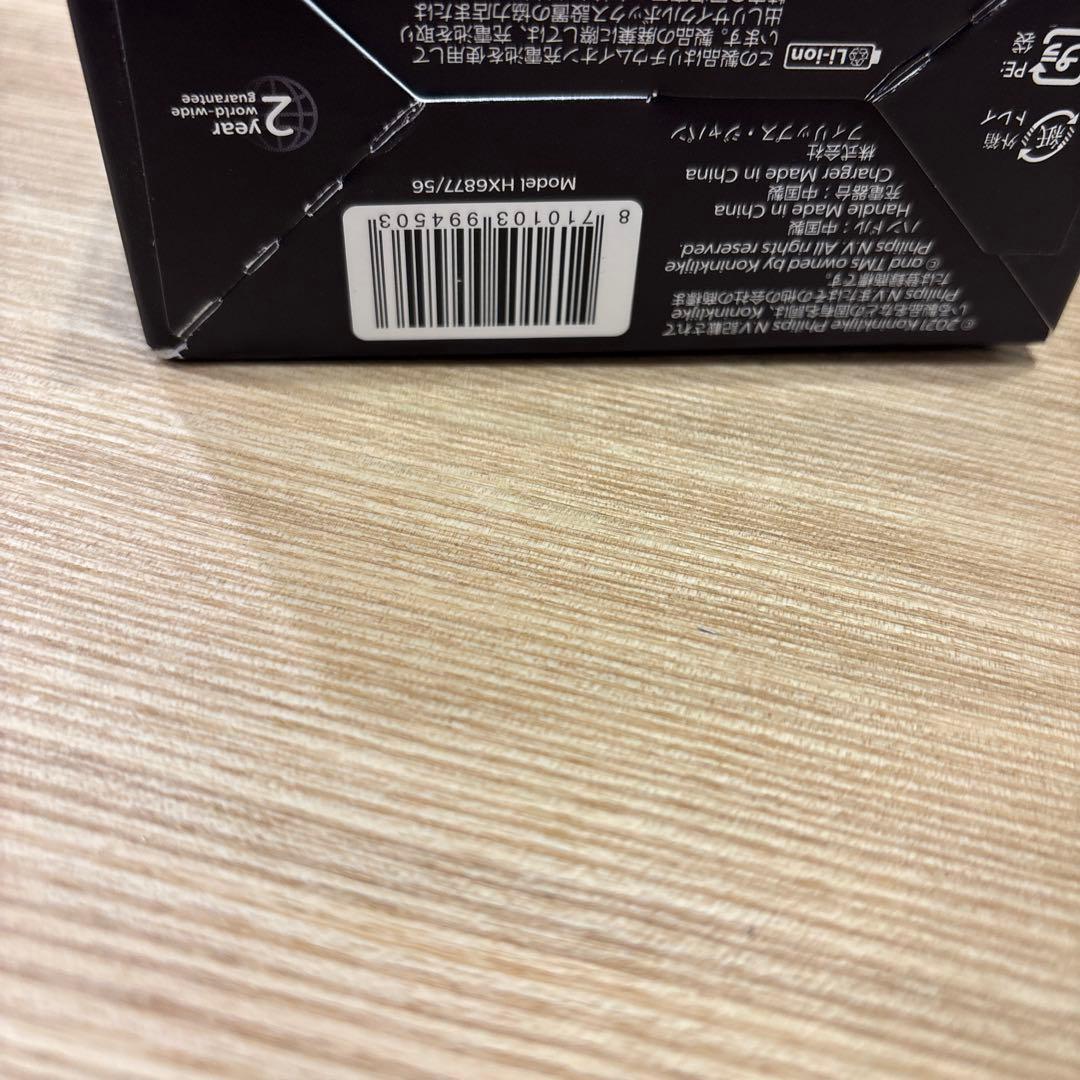 © 2021 Koninklijke Philips N.V.記載されて
いる製品名などの固有名詞は、Koninklijke
Philips N.V.またはその他の会社の商標ま
たは登録商標です。
© and TMs owned by Koninklijke
Philips N.V. All rights reserved.
ハンドル：中国製
Handle Made in China
充電器台：中国製
Charger Made in China
株式会社
フィリップス・ジャパン
8 710103 994503
Model HX6877/56
2 year
world-wide
guarantee
外箱
トレイ
紙
PE:
袋
プラ
Li-ion
この製品はリチウムイオン充電池を使用して
います。製品の廃棄に際しては、充電池を取り
出しリサイクルボックス設置の協力店または